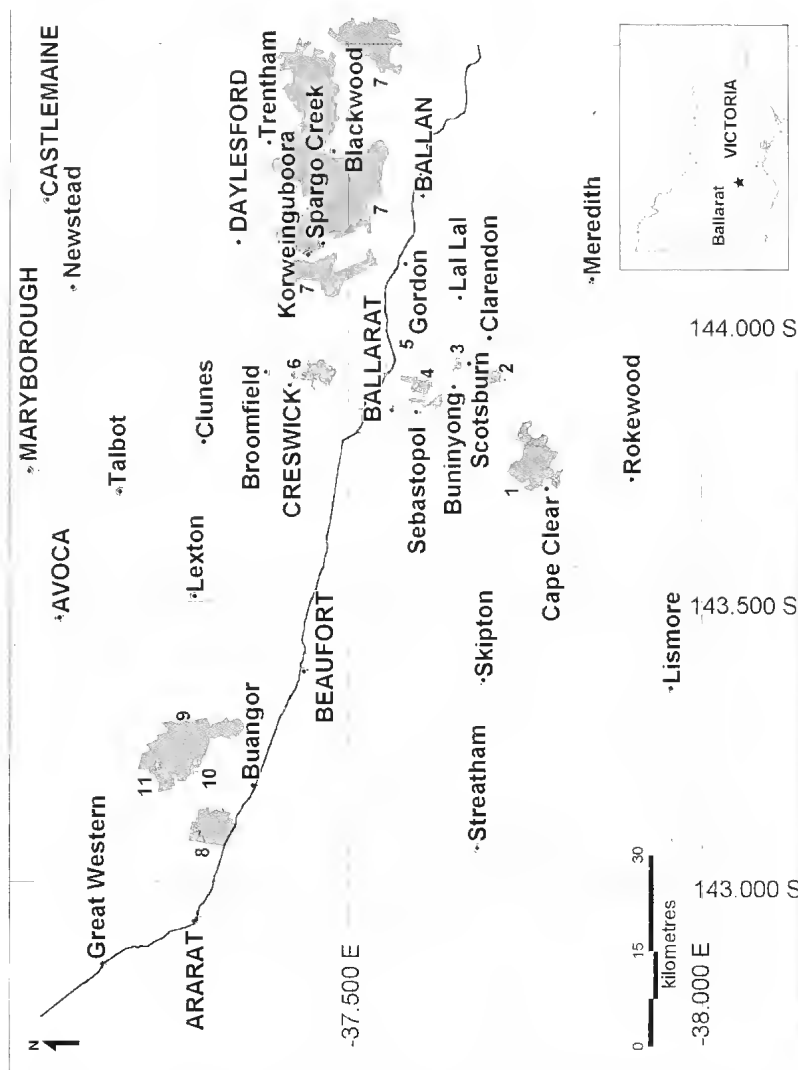 N
MARYBOROUGH
CASTLEMAINE
AVOCA
Newstead
Great Western
Talbot
DAYLESFORD
Trentham
Lexton
Clunes
Korweinguboora
Spargo Creek
Blackwood
11
9
10
8
Broomfield
CRESWICK
6
7
7
7
ARARAT
Buangor
BEAUFORT
BALLARAT
BALLAN
-37.500 E
Sebastopol
4
5
Gordon
Buninyong
3
Lal Lal
Scotsburn
2
Clarendon
Streatham
Skipton
1
Cape Clear
Meredith
Rokewood
Lismore
0
15
30
kilometres
-38.000 E
143.000 S
143.500 S
144.000 S
Ballarat
VICTORIA